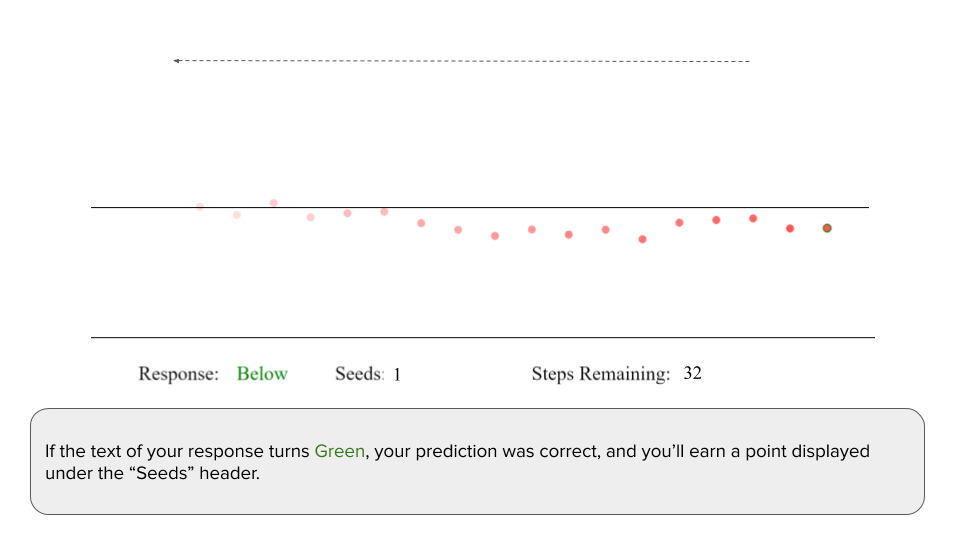 Response: Below Seeds: 1 Steps Remaining: 32
If the text of your response turns Green, your prediction was correct, and you’ll earn a point displayed
under the “Seeds” header.